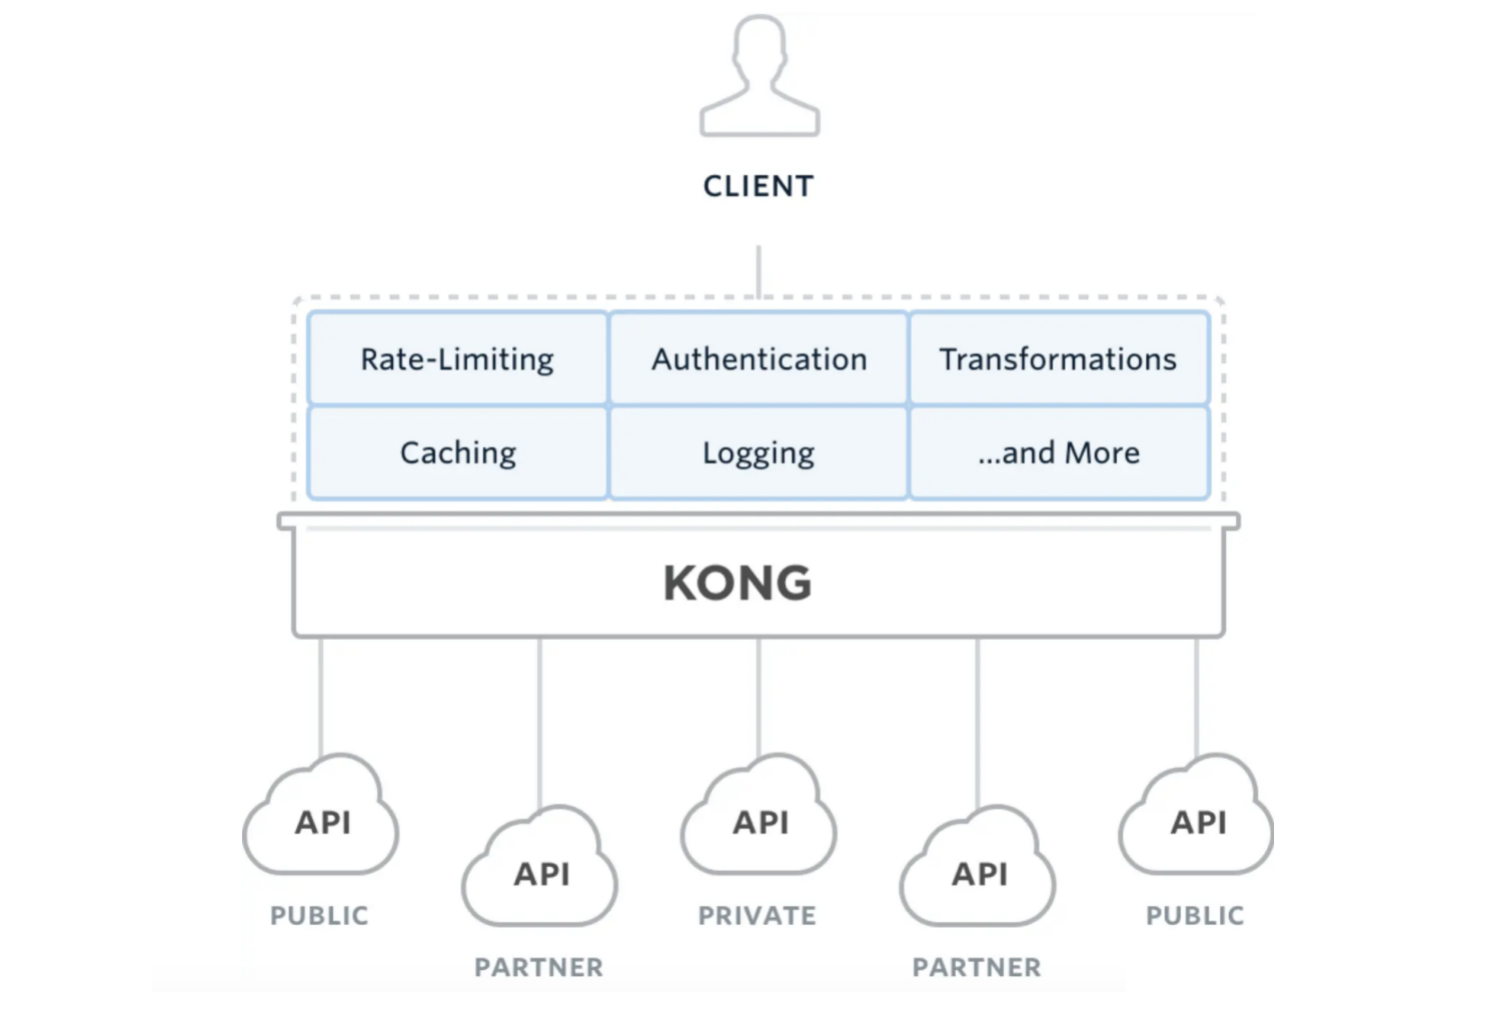 CLIENT
Rate-Limiting Authentication Transformations
Caching Logging ...and More
KONG
API API API
API API
PUBLIC PRIVATE PUBLIC
PARTNER PARTNER